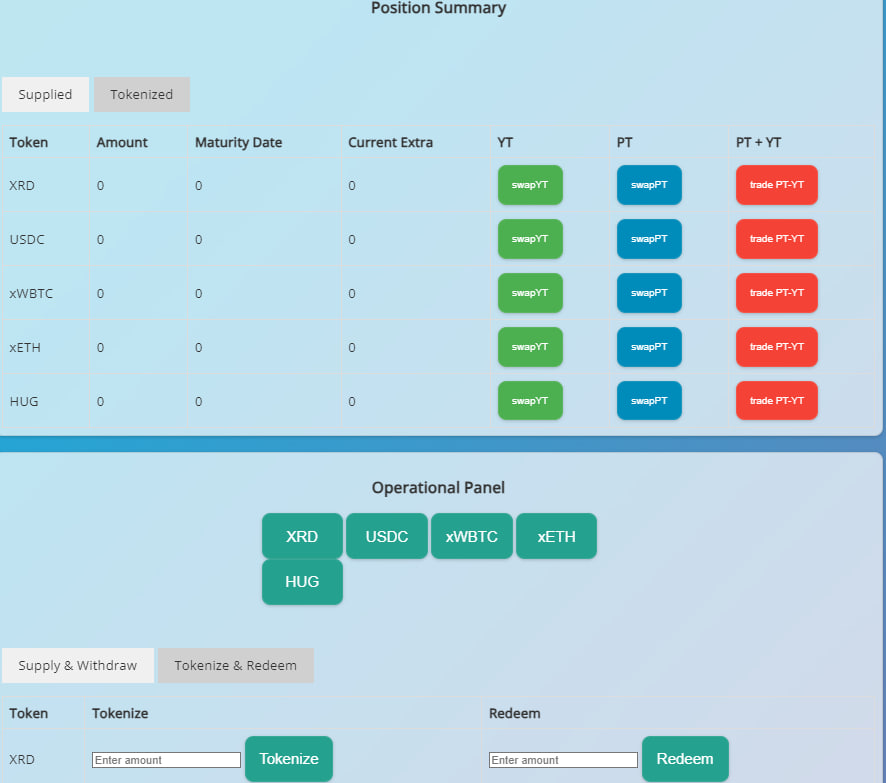 Position Summary
Supplied Tokenized
Token Amount Maturity Date Current Extra YT PT PT + YT
XRD 0 0 0 swapYT swapPT trade PT-YT
USDC 0 0 0 swapYT swapPT trade PT-YT
xWBTC 0 0 0 swapYT swapPT trade PT-YT
xETH 0 0 0 swapYT swapPT trade PT-YT
HUG 0 0 0 swapYT swapPT trade PT-YT
Operational Panel
XRD USDC xWBTC xETH
HUG
Supply & Withdraw Tokenize & Redeem
Token Tokenize Redeem
XRD Enter amount Tokenize Enter amount Redeem